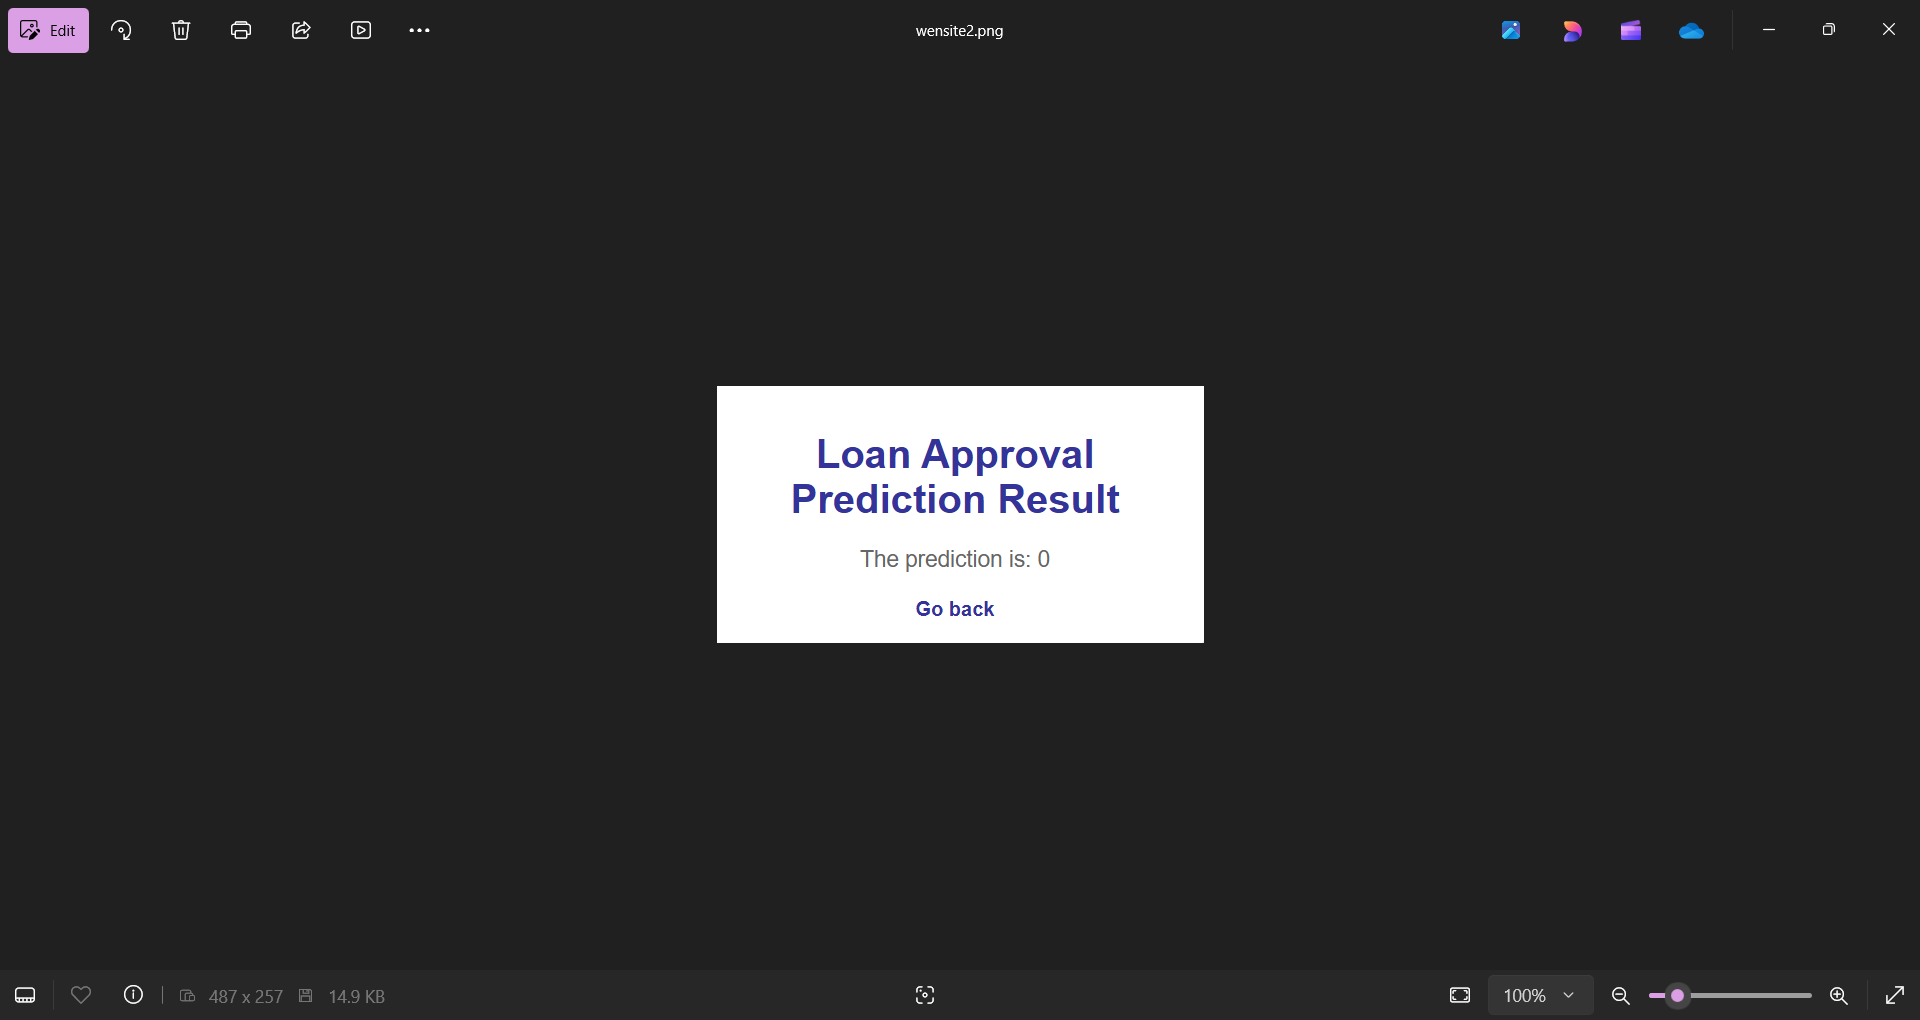 Edit
wensite2.png
Loan Approval
Prediction Result
The prediction is: 0
Go back
487 x 257
14.9 KB
100%